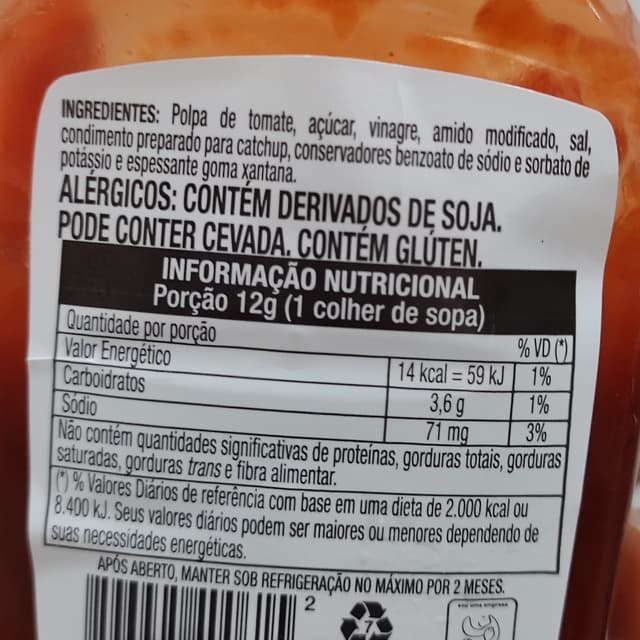 INGREDIENTES: Polpa de tomate, açúcar, vinagre, amido modificado, sal,
condimento preparado para catchup, conservadores benzoato de sódio e sorbato de
potássio e espessante goma xantana.
ALÉRGICOS: CONTÉM DERIVADOS DE SOJA.
PODE CONTER CEVADA. CONTÉM GLÚTEN.
INFORMAÇÃO NUTRICIONAL
Porção 12g (1 colher de sopa)
Quantidade por porção % VD (*)
Valor Energético 14 kcal = 59 kJ 1%
Carboidratos 3,6 g 1%
Sódio 71 mg 3%
Não contém quantidades significativas de proteínas, gorduras totais, gorduras
saturadas, gorduras trans e fibra alimentar.
(*) % Valores Diários de referência com base em uma dieta de 2.000 kcal ou
8.400 kJ. Seus valores diários podem ser maiores ou menores dependendo de
suas necessidades energéticas.
APÓS ABERTO, MANTER SOB REFRIGERAÇÃO NO MÁXIMO POR 2 MESES.
2
7